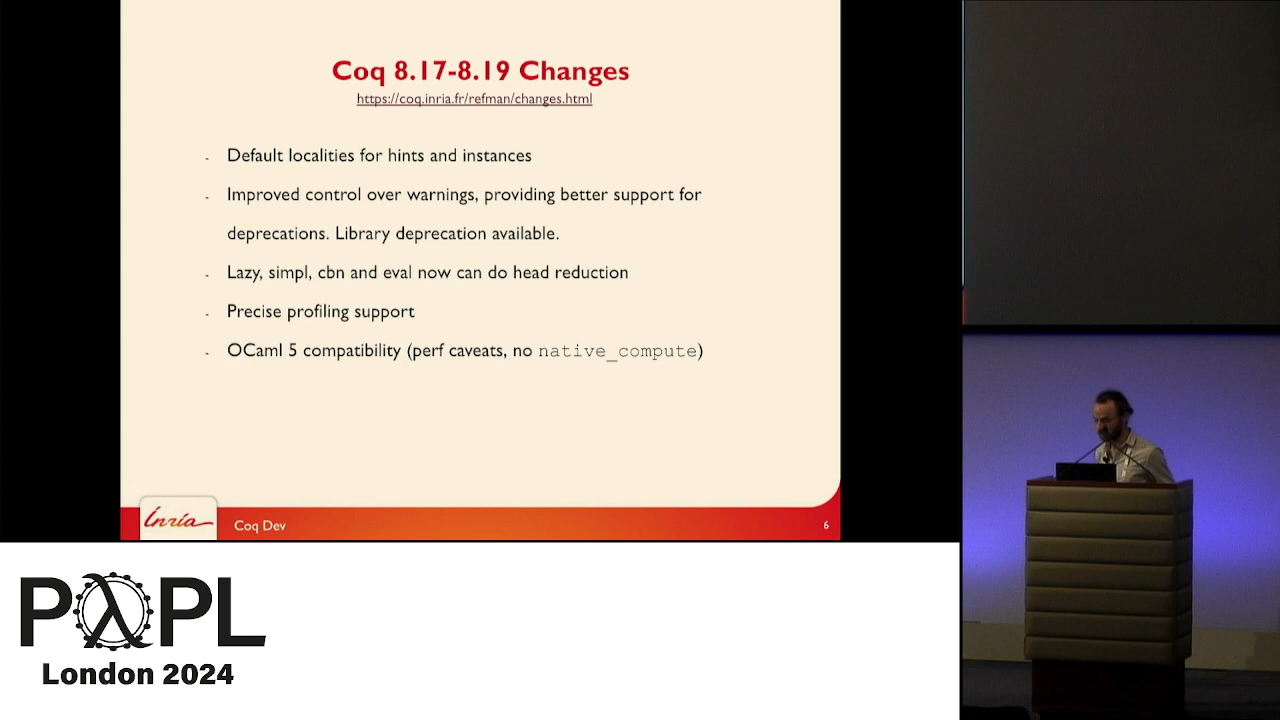 Coq 8.17-8.19 Changes
https://coq.inria.fr/refman/changes.html
- Default localities for hints and instances
- Improved control over warnings, providing better support for
deprecations. Library deprecation available.
- Lazy, simpl, cbn and eval now can do head reduction
- Precise profiling support
- OCaml 5 compatibility (perf caveats, no native_compute)
Inria
Coq Dev
6
PλPL
London 2024